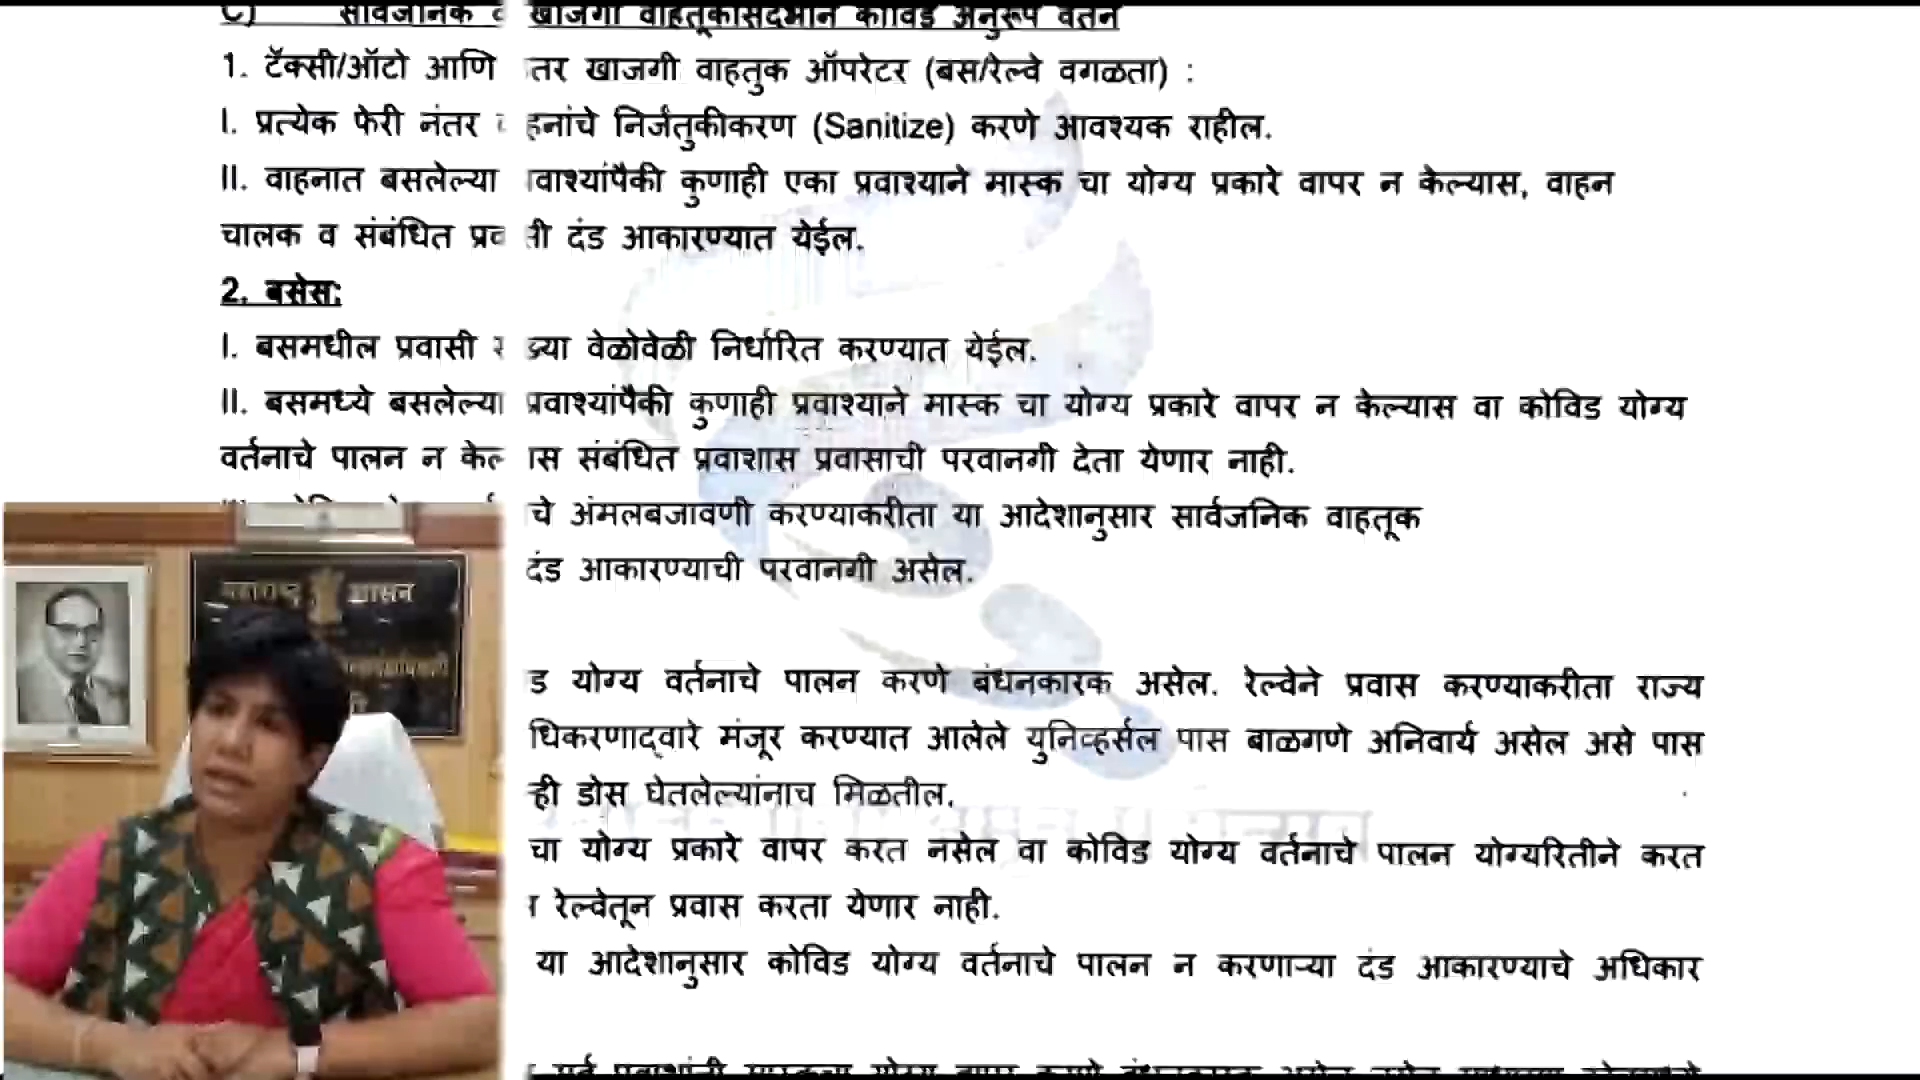 C) सार्वजनिक व खाजगी वाहतूकीसंदर्भात कोविड अनुरूप वर्तन
1. टॅक्सी/ऑटो आणि तर खाजगी वाहतुक ऑपरेटर (बस/रेल्वे वगळता) :
I. प्रत्येक फेरी नंतर हनांचे निर्जंतुकीकरण (Sanitize) करणे आवश्यक राहील.
II. वाहनात बसलेल्या वाश्यांपैकी कुणाही एका प्रवाश्याने मास्क चा योग्य प्रकारे वापर न केल्यास, वाहन
चालक व संबंधित प्रव सी दंड आकारण्यात येईल.
2. बसेस:
I. बसमधील प्रवासी ख्या वेळोवेळी निर्धारित करण्यात येईल.
II. बसमध्ये बसलेल्या प्रवाश्यांपैकी कुणाही प्रवाश्याने मास्क चा योग्य प्रकारे वापर न केल्यास वा कोविड योग्य
वर्तनाचे पालन न केल यास संबंधित प्रवाशास प्रवासाची परवानगी देता येणार नाही.
चे अंमलबजावणी करण्याकरीता या आदेशानुसार सार्वजनिक वाहतूक
दंड आकारण्याची परवानगी असेल.
महाराष्ट्र शासन
ड योग्य वर्तनाचे पालन करणे बंधनकारक असेल. रेल्वेने प्रवास करण्याकरीता राज्य
धिकरणाद्वारे मंजूर करण्यात आलेले युनिव्हर्सल पास बाळगणे अनिवार्य असेल असे पास
ही डोस घेतलेल्यांनाच मिळतील.
चा योग्य प्रकारे वापर करत नसेल वा कोविड योग्य वर्तनाचे पालन योग्यरितीने करत
रेल्वेतून प्रवास करता येणार नाही.
या आदेशानुसार कोविड योग्य वर्तनाचे पालन न करणाऱ्या दंड आकारण्याचे अधिकार